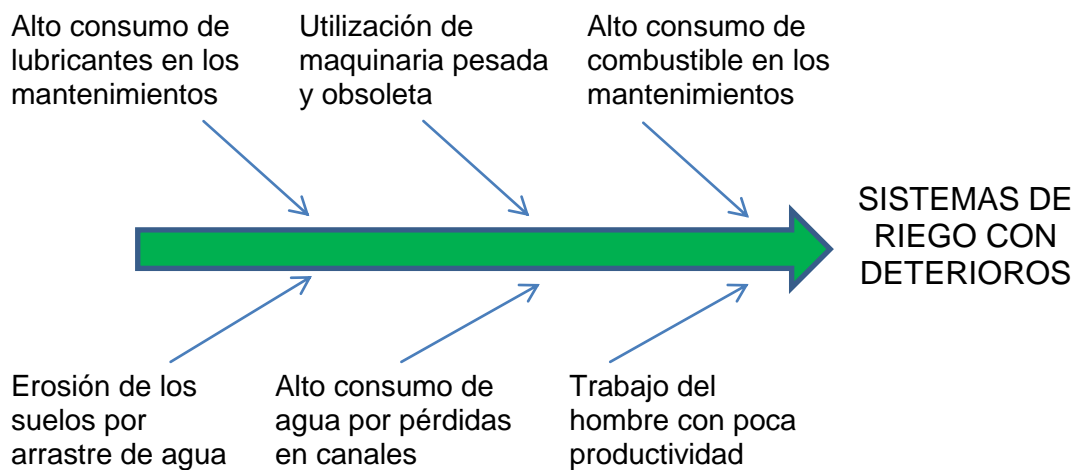 Alto consumo de
lubricantes en los
mantenimientos
Utilización de
maquinaria pesada
y obsoleta
Alto consumo de
combustible en los
mantenimientos
SISTEMAS DE
RIEGO CON
DETERIOROS
Erosión de los
suelos por
arrastre de agua
Alto consumo de
agua por pérdidas
en canales
Trabajo del
hombre con poca
productividad